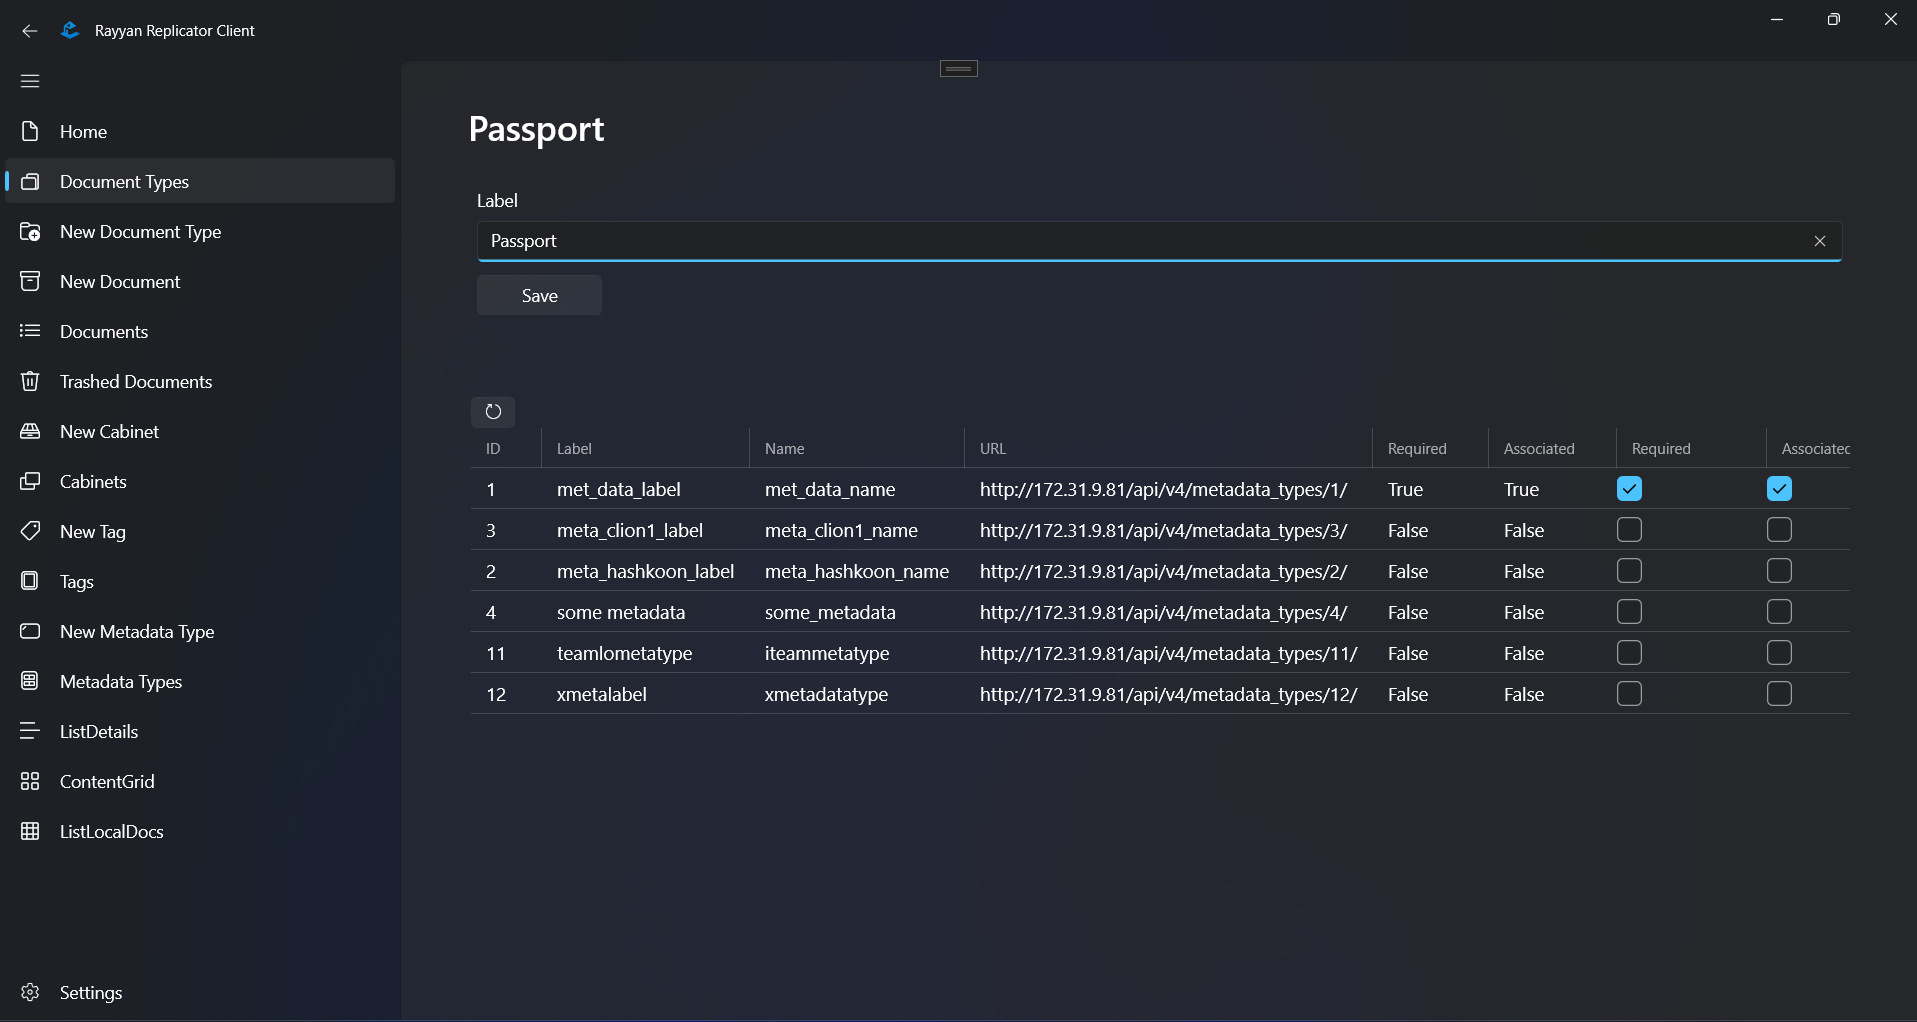 Rayyan Replicator Client
Home
Document Types
New Document Type
New Document
Documents
Trashed Documents
New Cabinet
Cabinets
New Tag
Tags
New Metadata Type
Metadata Types
ListDetails
ContentGrid
ListLocalDocs
Settings
Passport
Label
Passport
Save
ID Label Name URL Required Associated Required Associated
1 met_data_label met_data_name http://172.31.9.81/api/v4/metadata_types/1/ True True
3 meta_clion1_label meta_clion1_name http://172.31.9.81/api/v4/metadata_types/3/ False False
2 meta_hashkoon_label meta_hashkoon_name http://172.31.9.81/api/v4/metadata_types/2/ False False
4 some metadata some_metadata http://172.31.9.81/api/v4/metadata_types/4/ False False
11 teamlometatype iteammetatype http://172.31.9.81/api/v4/metadata_types/11/ False False
12 xmetalabel xmetadatatype http://172.31.9.81/api/v4/metadata_types/12/ False False